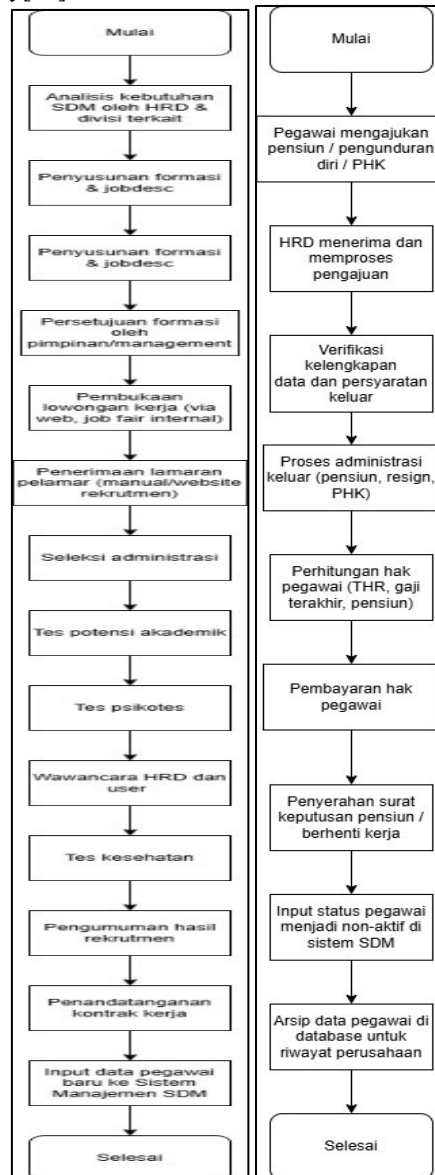 Mulai
Analisis kebutuhan
SDM oleh HRD &
divisi terkait
Penyusunan formasi
& jobdesc
Penyusunan formasi
& jobdesc
Persetujuan formasi
oleh
pimpinan/management
Pembukaan
lowongan kerja (via
web, job fair internal)
Penerimaan lamaran
pelamar (manual/website
rekrutmen)
Seleksi administrasi
Tes potensi akademik
Tes psikotes
Wawancara HRD dan
user
Tes kesehatan
Pengumuman hasil
rekrutmen
Penandatanganan
kontrak kerja
Input data pegawai
baru ke Sistem
Manajemen SDM
Selesai
Mulai
Pegawai mengajukan
pensiun / pengunduran
diri / PHK
HRD menerima dan
memproses
pengajuan
Verifikasi
kelengkapan
data dan persyaratan
keluar
Proses administrasi
keluar (pensiun, resign,
PHK)
Perhitungan hak
pegawai (THR, gaji
terakhir, pensiun)
Pembayaran hak
pegawai
Penyerahan surat
keputusan pensiun /
berhenti kerja
Input status pegawai
menjadi non-aktif di
sistem SDM
Arsip data pegawai di
database untuk
riwayat perusahaan
Selesai